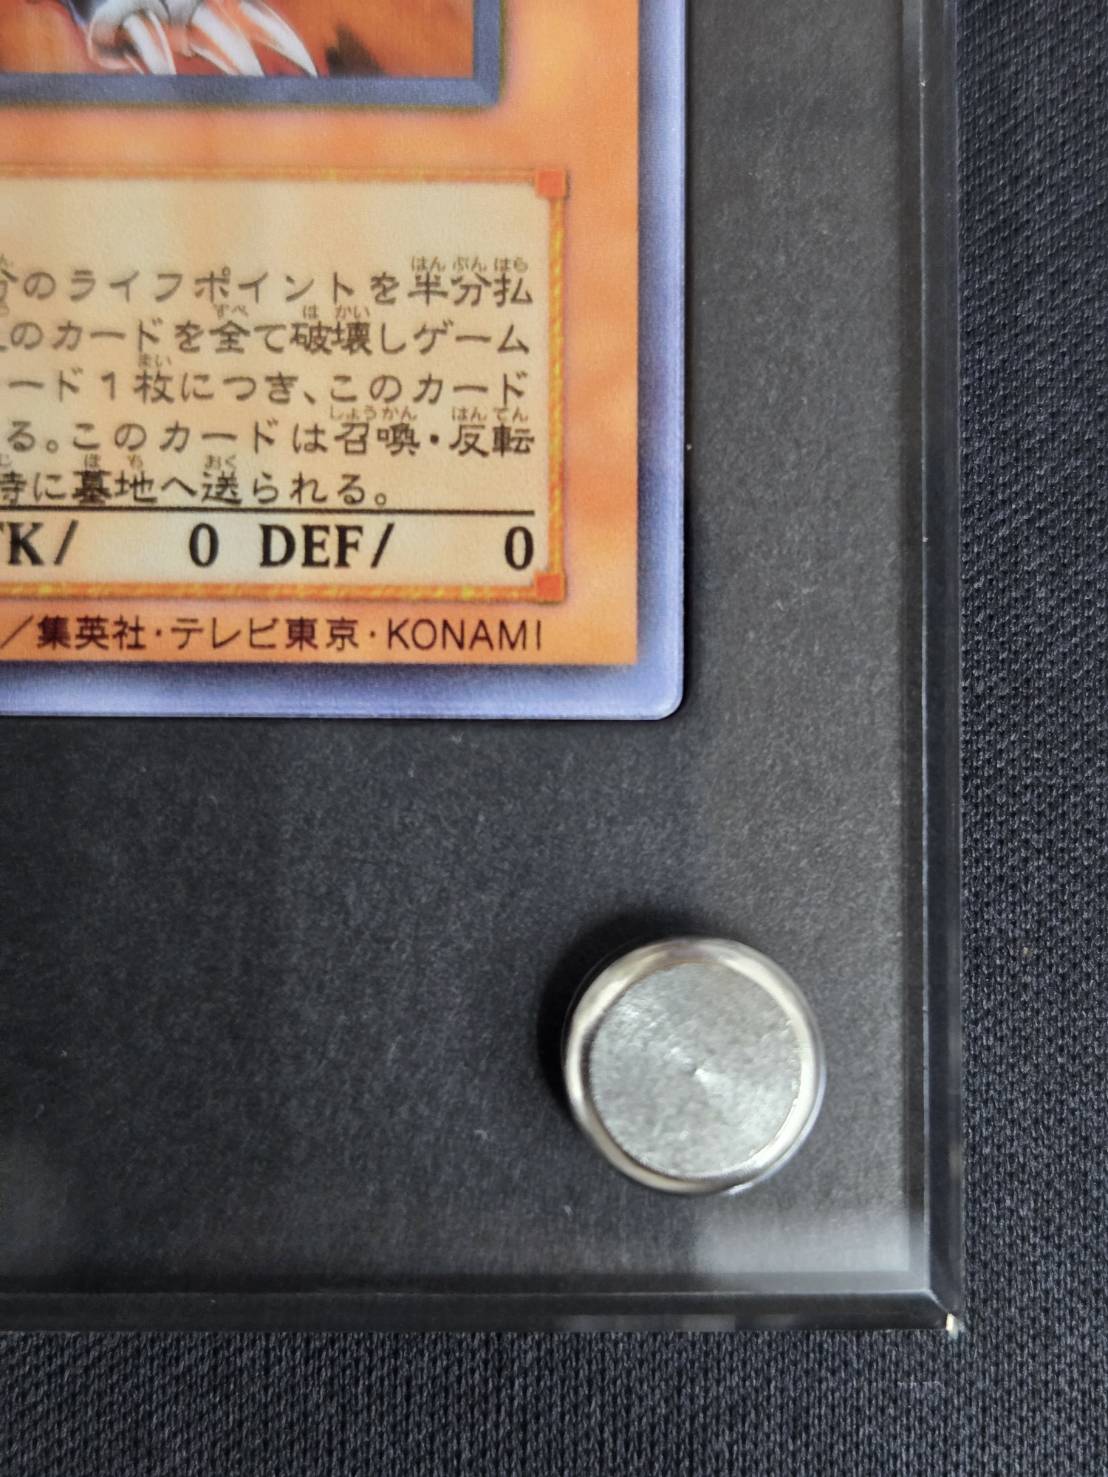 分のライフポイントを半分払
のカードを全て破壊しゲーム
ード1枚につき、このカード
る。このカードは召喚・反転
時に墓地へ送られる。
TK/ 0 DEF/ 0
／集英社・テレビ東京・KONAMI